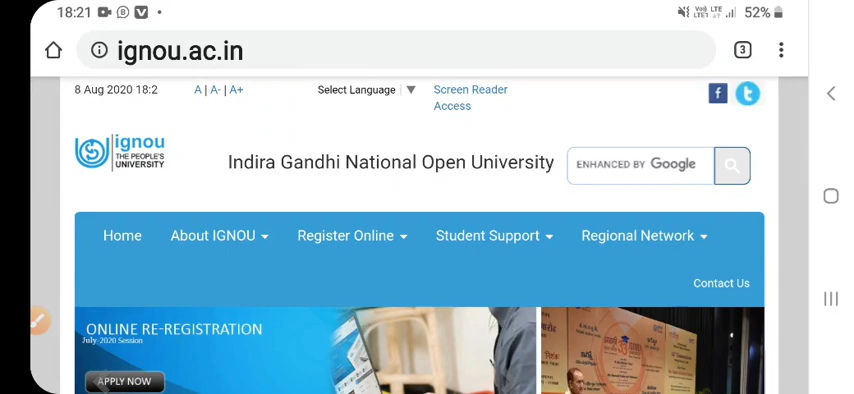 18:21 52%
ignou.ac.in 3
8 Aug 2020 18:2 A | A- | A+ Select Language ▼ Screen Reader
Access
ignou
THE PEOPLE'S
UNIVERSITY
Indira Gandhi National Open University ENHANCED BY Google
Home About IGNOU Register Online Student Support Regional Network
Contact Us
ONLINE RE-REGISTRATION
July-2020 Session
APPLY NOW